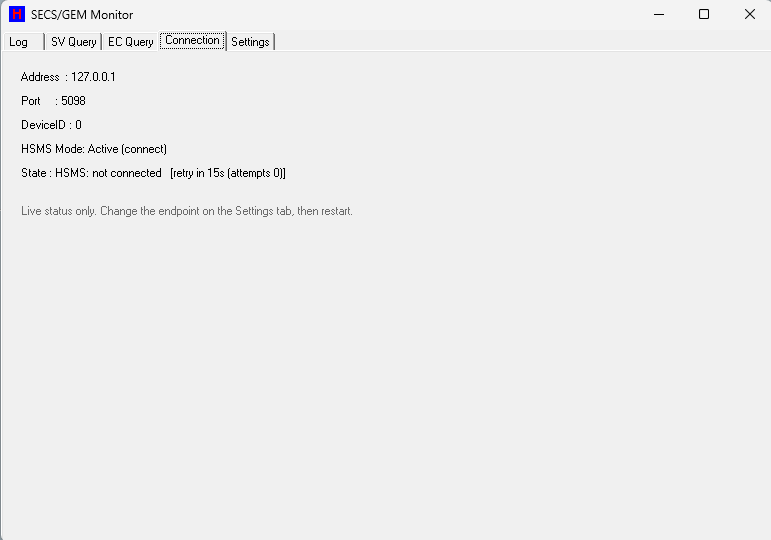 H SECS/GEM Monitor
Log SV Query EC Query Connection Settings
Address : 127.0.0.1
Port : 5098
DeviceID : 0
HSMS Mode: Active (connect)
State : HSMS: not connected [retry in 15s (attempts 0)]
Live status only. Change the endpoint on the Settings tab, then restart.